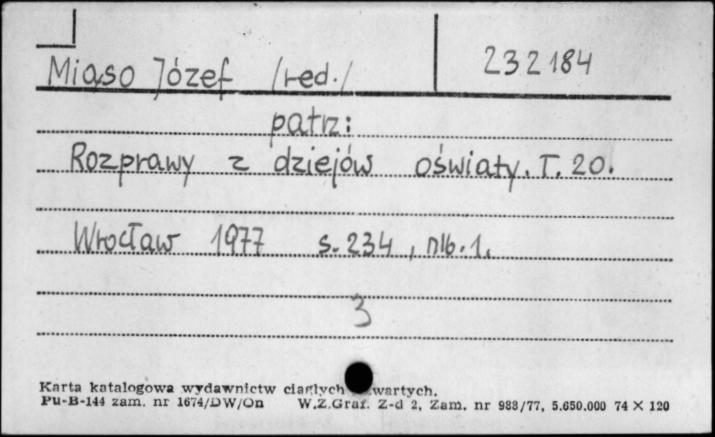 Miąso Józef /red./ 232184
patrz:
Rozprawy z dziejów oświaty. T. 20.
Wrocław 1977 s. 234, nlb. 1.
3
Karta katalogowa wydawnictw ciągłych wartych.
Pu-B-144 zam. nr 1674/DW/On W.Z.Graf. Z-d 2, Zam. nr 988/77, 5.650.000 74 × 120